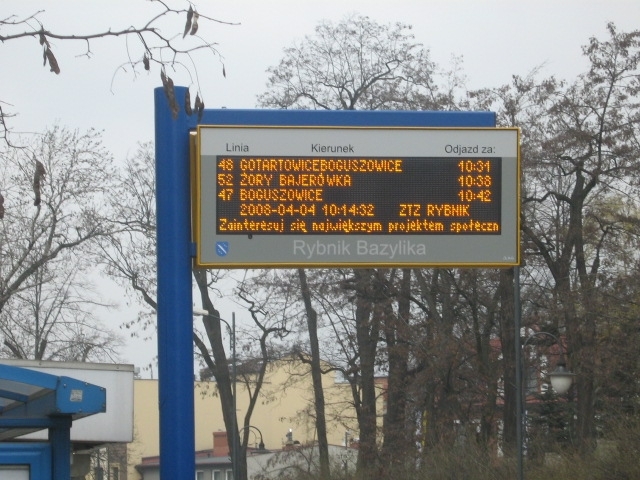 Linia Kierunek Odjazd za:
48 GOTARTOWICEBOGUSZOWICE 10:31
52 ŻORY BAJERÓWKA 10:38
47 BOGUSZOWICE 10:42
2008-04-04 10:14:32 ZTZ RYBNIK
Zainteresuj się największym projektem społeczn
Rybnik Bazylika